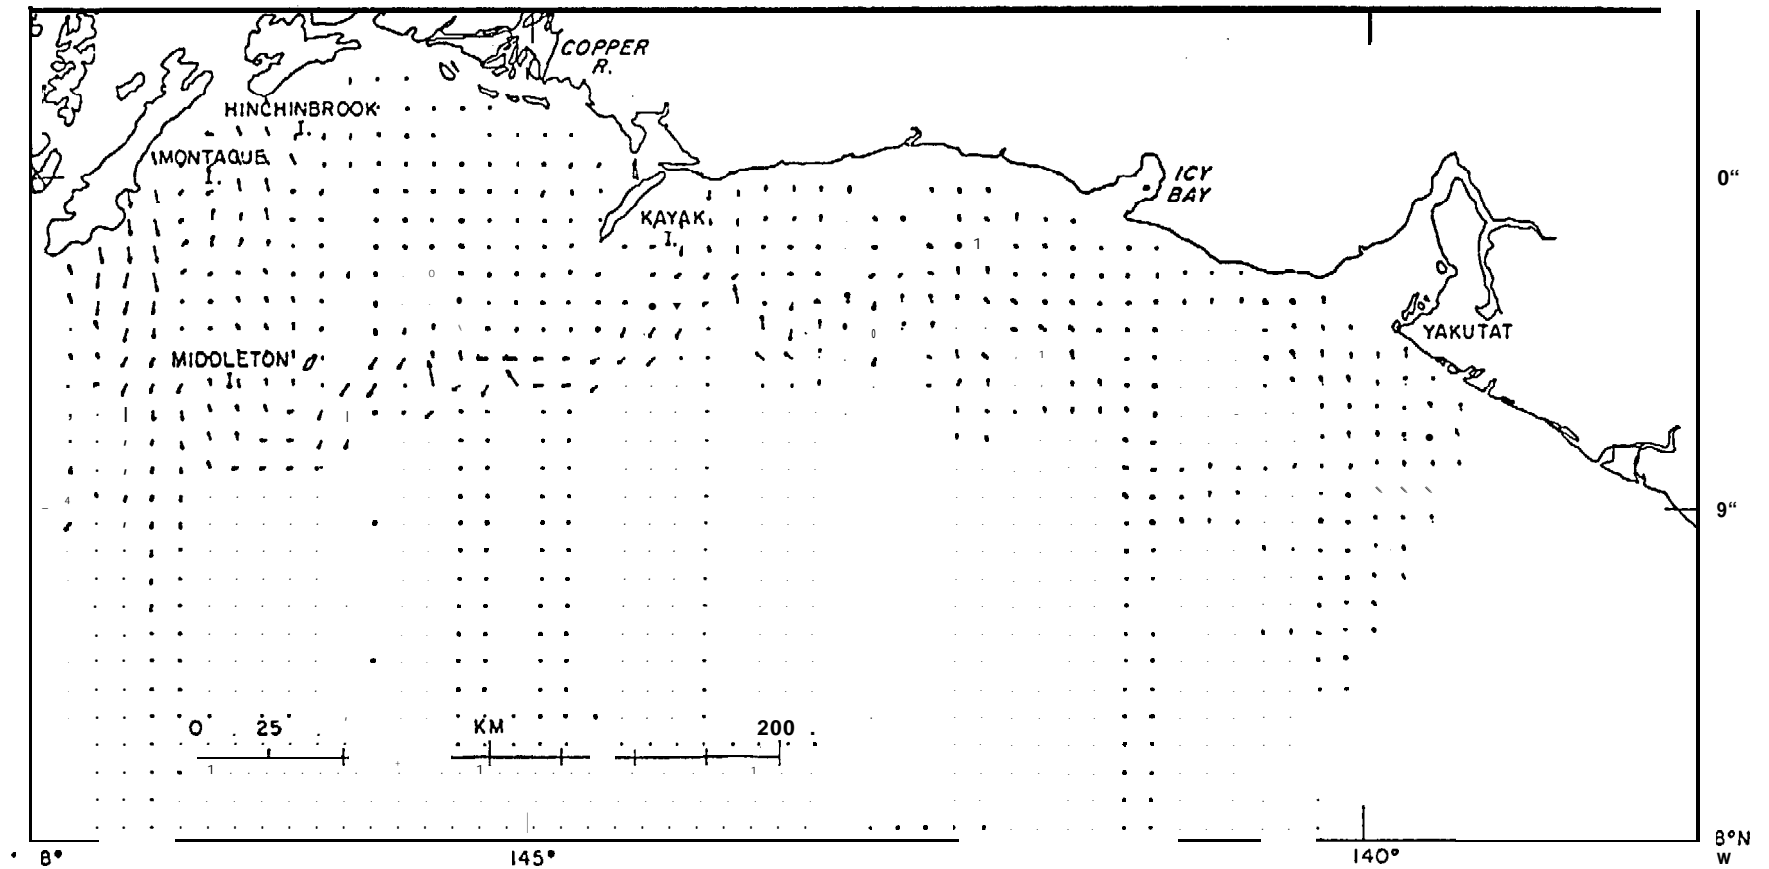 COPPER
R.
HINCHINBROOK
I.
MONTAGUE
I.
ICY
BAY
0"
KAYAK
I.
YAKUTAT
MIDDLETON
I.
9"
0 25 KM 200
8°N
W
8° 145° 140°